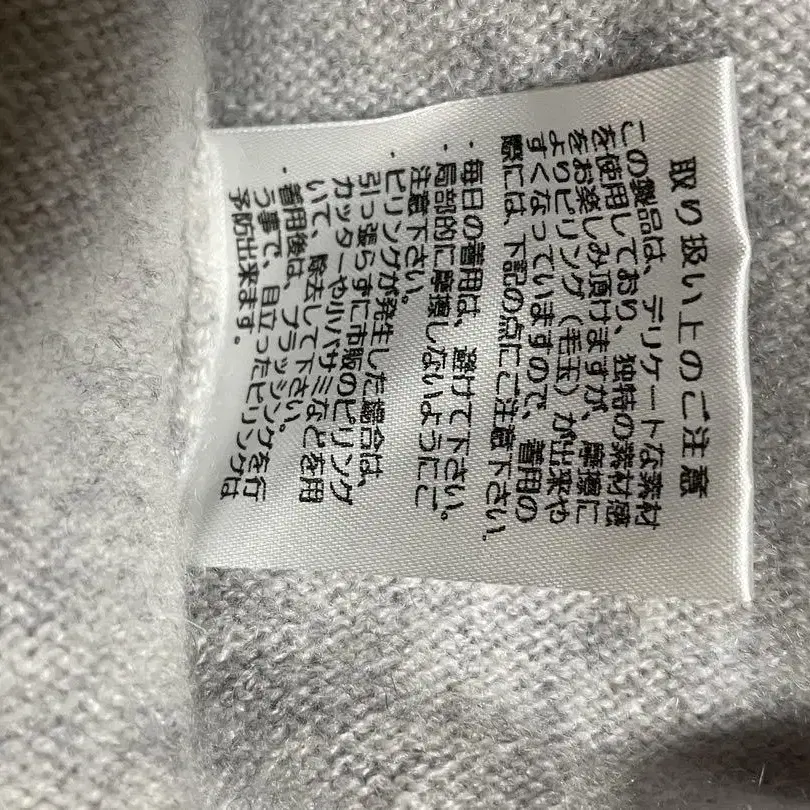 取り扱い上のご注意
この製品は、デリケートな素材
を使用しており、独特の素材感
をお楽しみ頂けますが、摩擦に
よりピリング（毛玉）が出来や
すくなっていますので、着用の
際には、下記の点にご注意下さい。
・毎日の着用は、避けて下さい。
・局部的に摩擦しないようにご
注意下さい。
・ピリングが発生した場合は、
引っ張らずに市販のピリング
カッターや小バサミなどを用
いて、除去して下さい。
・着用後は、ブラッシングを行
う事で、目立ったピリングは
予防出来ます。